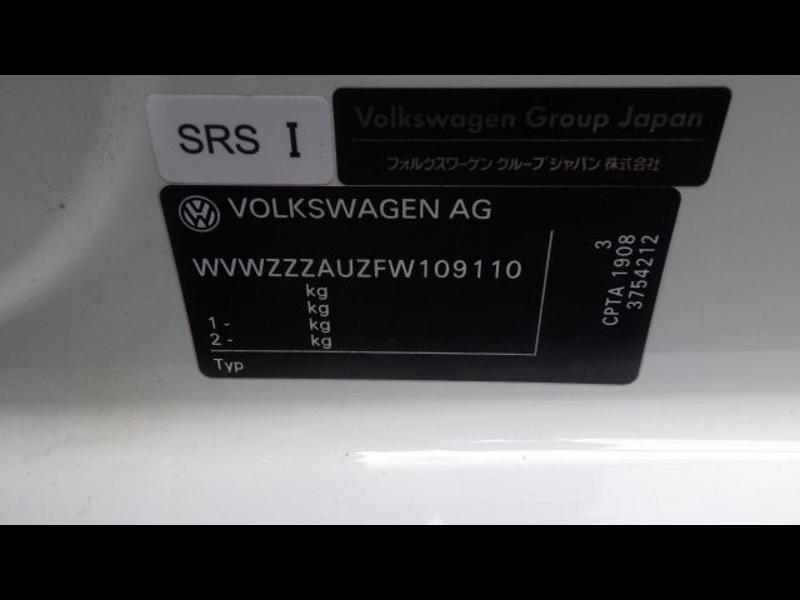 SRS I
Volkswagen Group Japan
フォルクスワーゲン グループ ジャパン 株式会社
VOLKSWAGEN AG
WVWZZZAUZFW109110
kg
kg
1 - kg
2 - kg
Typ
3
CPTA 1908
3754212